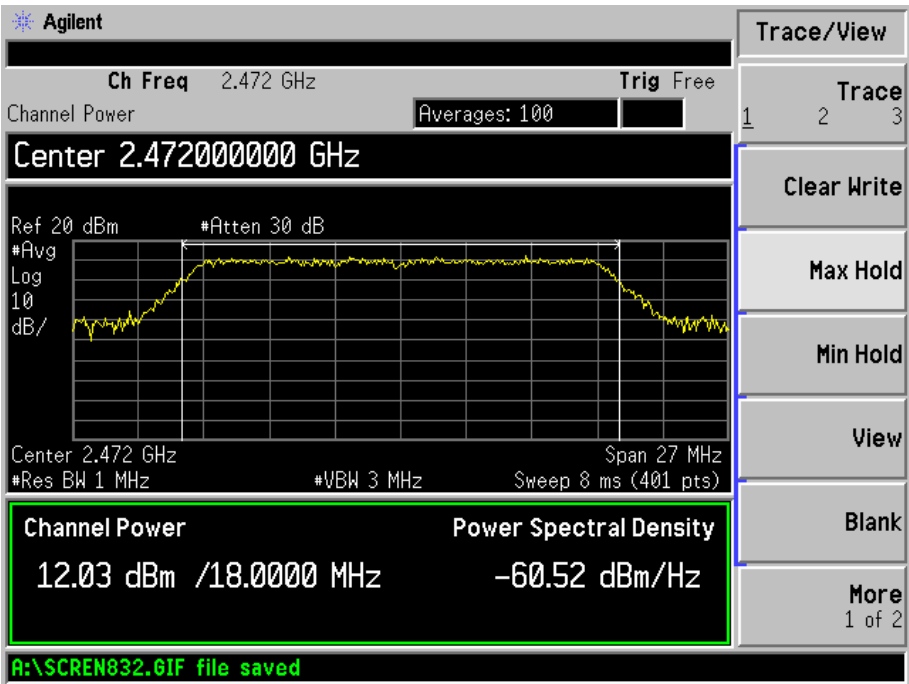 Agilent
Trace/View
Ch Freq 2.472 GHz Trig Free
Channel Power Averages: 100
Trace
1 2 3
Center 2.472000000 GHz
Clear Write
Ref 20 dBm #Atten 30 dB
#Avg
Log
10
dB/
Max Hold
Min Hold
View
Center 2.472 GHz Span 27 MHz
#Res BW 1 MHz #VBW 3 MHz Sweep 8 ms (401 pts)
Blank
Channel Power Power Spectral Density
12.03 dBm /18.0000 MHz -60.52 dBm/Hz
More
1 of 2
A:\SCREN832.GIF file saved